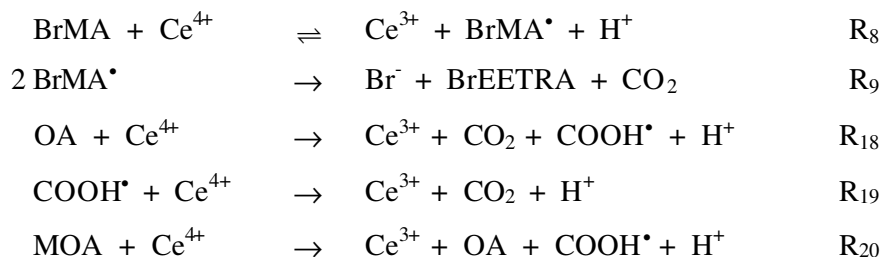 BrMA + Ce⁴⁺ ⇌ Ce³⁺ + BrMA• + H⁺ R₈
2 BrMA• → Br⁻ + BrEETRA + CO₂ R₉
OA + Ce⁴⁺ → Ce³⁺ + CO₂ + COOH• + H⁺ R₁₈
COOH• + Ce⁴⁺ → Ce³⁺ + CO₂ + H⁺ R₁₉
MOA + Ce⁴⁺ → Ce³⁺ + OA + COOH• + H⁺ R₂₀